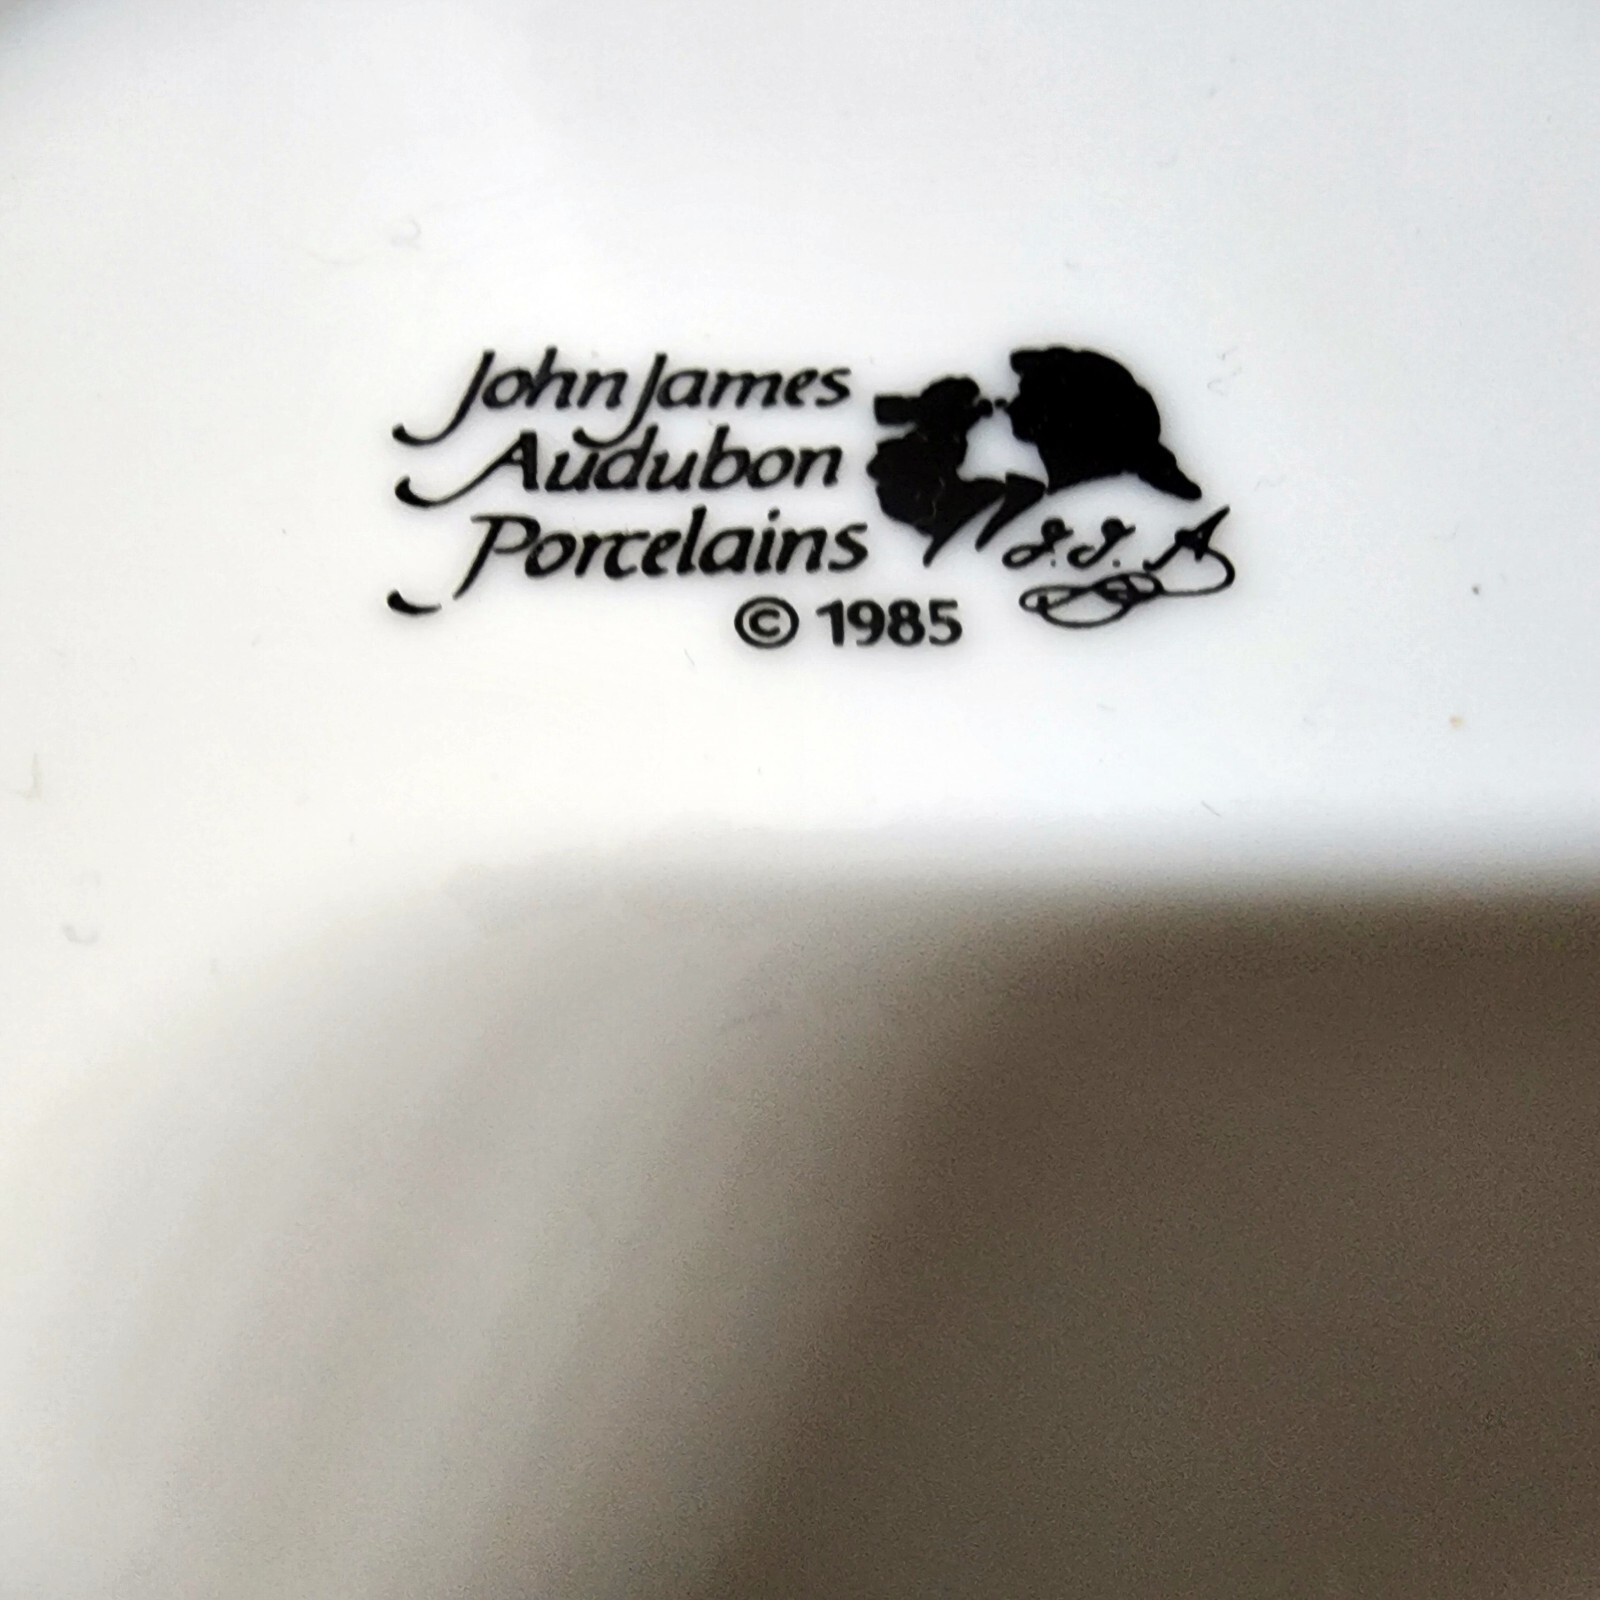 John James
Audubon
Porcelains
J.J.A
© 1985